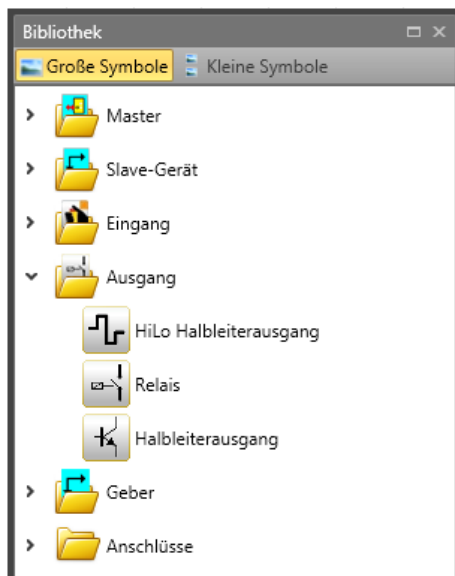 Bibliothek
Große Symbole Kleine Symbole
Master
Slave-Gerät
Eingang
Ausgang
HiLo Halbleiterausgang
Relais
Halbleiterausgang
Geber
Anschlüsse